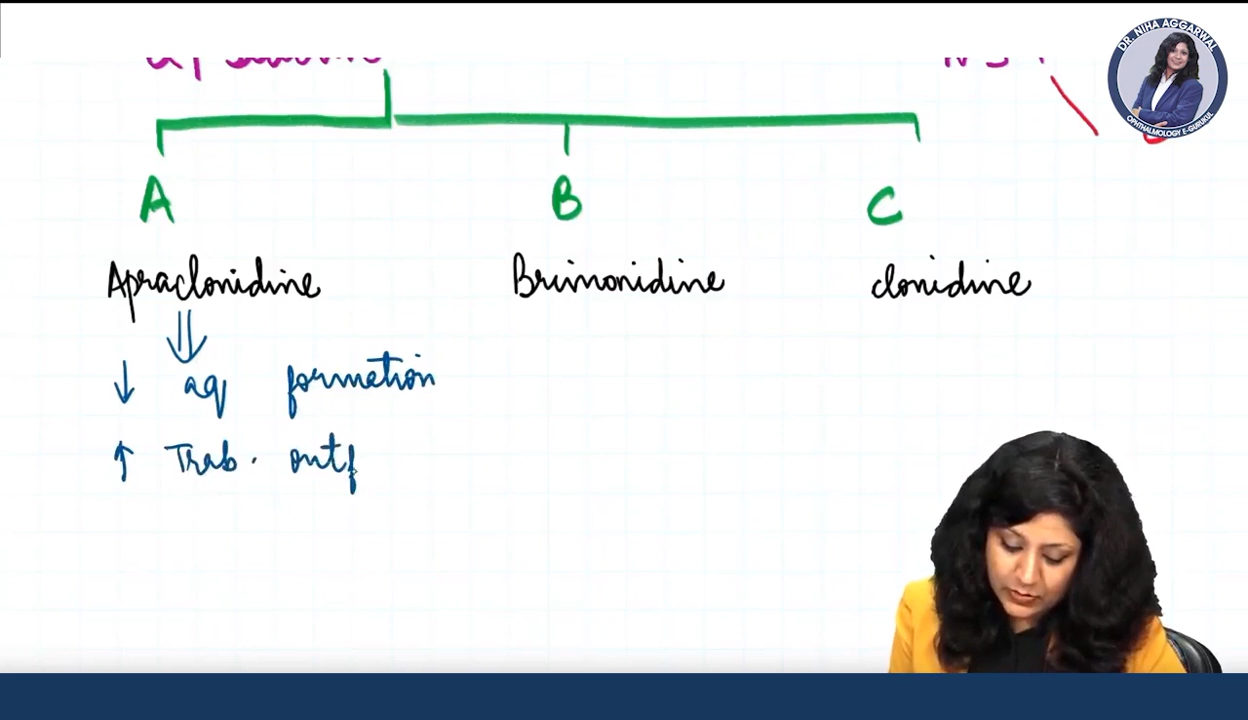 DR. NIHA AGGARWAL
OPHTHALMOLOGY E-GURUKUL
A B C
Apraclonidine Brimonidine clonidine
↓ aq formation
↑ Trab. outf